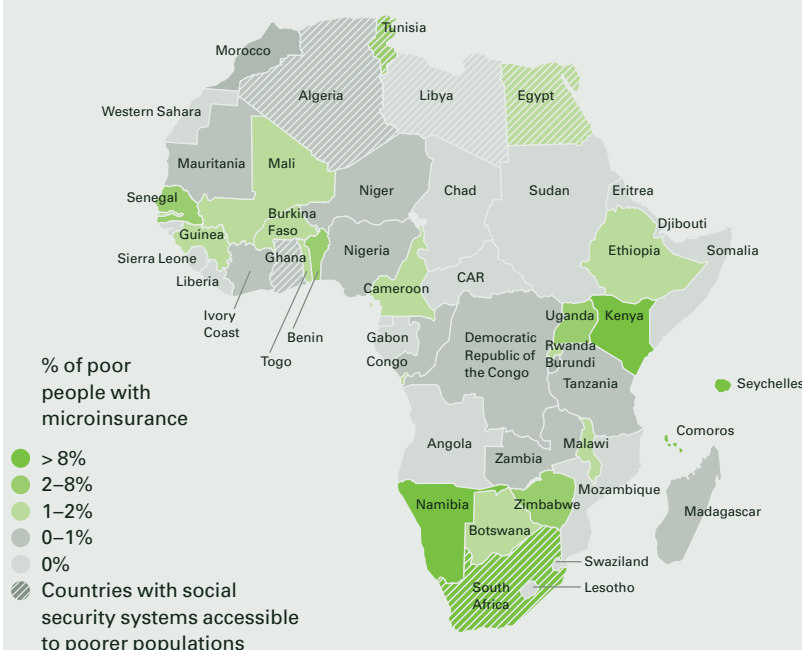 Tunisia
Morocco
Algeria
Libya
Egypt
Western Sahara
Mauritania
Mali
Niger
Chad
Sudan
Eritrea
Senegal
Burkina
Faso
Djibouti
Guinea
Ghana
Nigeria
Ethiopia
Somalia
Sierra Leone
Liberia
CAR
Cameroon
Ivory
Coast
Benin
Togo
Gabon
Congo
Democratic
Republic of
the Congo
Uganda
Kenya
Rwanda
Burundi
Tanzania
Seychelles
Comoros
Angola
Zambia
Malawi
Mozambique
Madagascar
Namibia
Zimbabwe
Botswana
Swaziland
Lesotho
South
Africa
% of poor
people with
microinsurance
> 8%
2–8%
1–2%
0–1%
0%
Countries with social
security systems accessible
to poorer populations